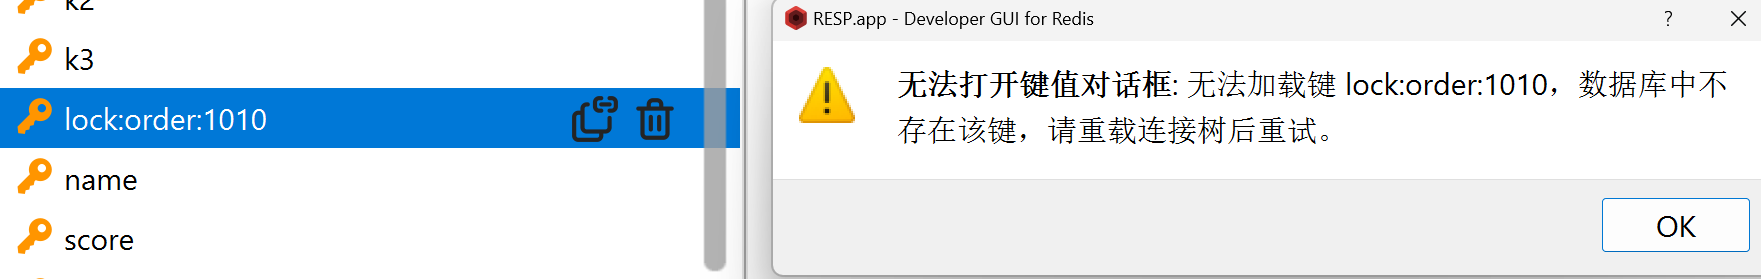 k2
k3
lock:order:1010
name
score
RESP.app - Developer GUI for Redis
无法打开键值对话框: 无法加载键 lock:order:1010，数据库中不
存在该键，请重载连接树后重试。
OK